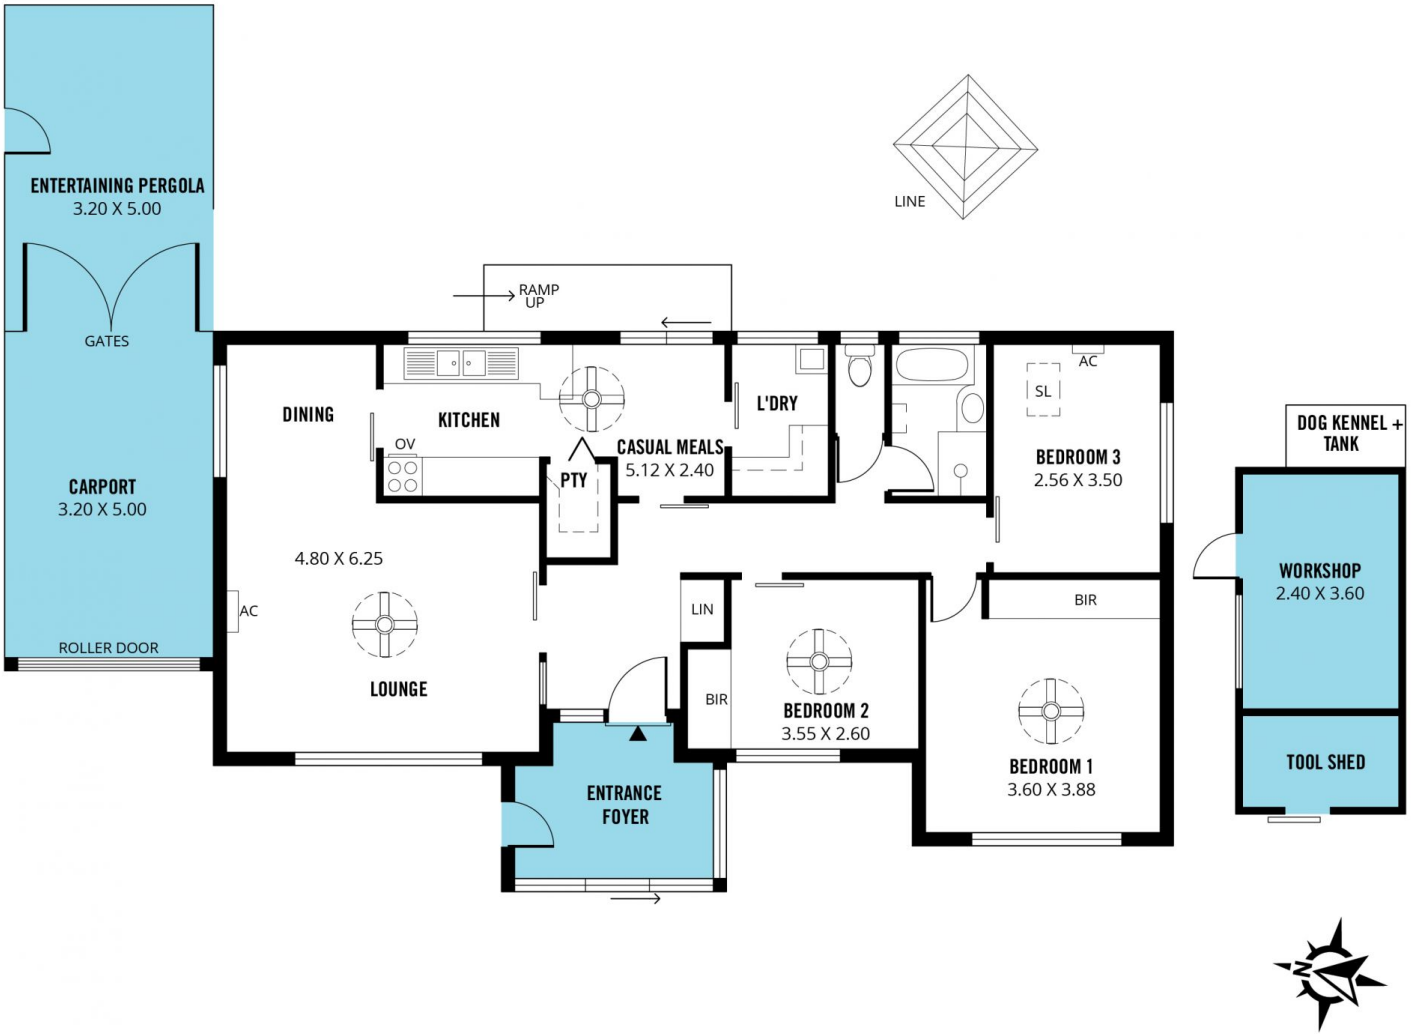 ENTERTAINING PERGOLA
3.20 X 5.00
GATES
CARPORT
3.20 X 5.00
ROLLER DOOR
LINE
RAMP
UP
DINING
KITCHEN
OV
CASUAL MEALS
5.12 X 2.40
PTY
L'DRY
4.80 X 6.25
AC
LOUNGE
SL
AC
BEDROOM 3
2.56 X 3.50
LIN
BIR
BEDROOM 2
3.55 X 2.60
BIR
BEDROOM 1
3.60 X 3.88
ENTRANCE
FOYER
DOG KENNEL +
TANK
WORKSHOP
2.40 X 3.60
TOOL SHED
N